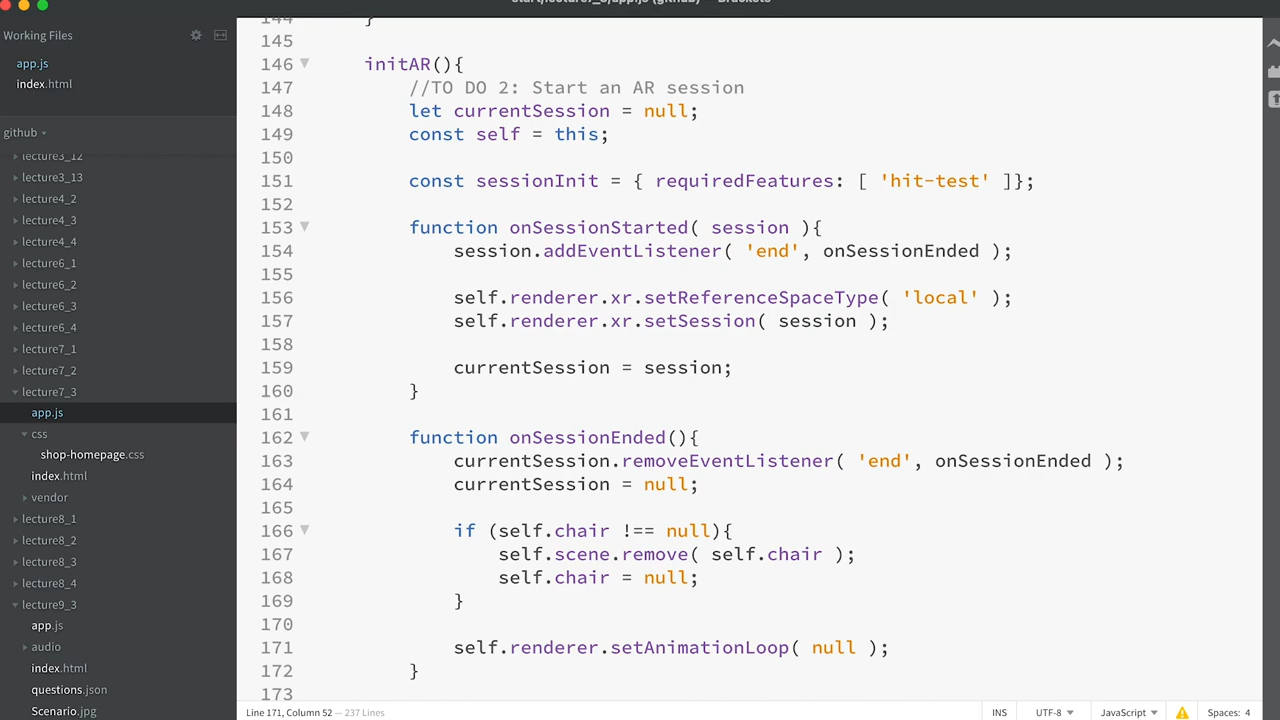 start/lecture7_3/app.js (github) — Brackets
Working Files
app.js
index.html
github
lecture3_12
lecture3_13
lecture4_2
lecture4_3
lecture4_4
lecture6_1
lecture6_2
lecture6_3
lecture6_4
lecture7_1
lecture7_2
lecture7_3
app.js
css
shop-homepage.css
index.html
vendor
lecture8_1
lecture8_2
lecture8_3
lecture8_4
lecture9_3
app.js
audio
index.html
questions.json
Scenario.jpg
144 }
145
146 initAR(){
147 //TO DO 2: Start an AR session
148 let currentSession = null;
149 const self = this;
150
151 const sessionInit = { requiredFeatures: [ 'hit-test' ]};
152
153 function onSessionStarted( session ){
154 session.addEventListener( 'end', onSessionEnded );
155
156 self.renderer.xr.setReferenceSpaceType( 'local' );
157 self.renderer.xr.setSession( session );
158
159 currentSession = session;
160 }
161
162 function onSessionEnded(){
163 currentSession.removeEventListener( 'end', onSessionEnded );
164 currentSession = null;
165
166 if (self.chair !== null){
167 self.scene.remove( self.chair );
168 self.chair = null;
169 }
170
171 self.renderer.setAnimationLoop( null );
172 }
173
Line 171, Column 52 — 237 Lines
INS UTF-8 JavaScript Spaces: 4